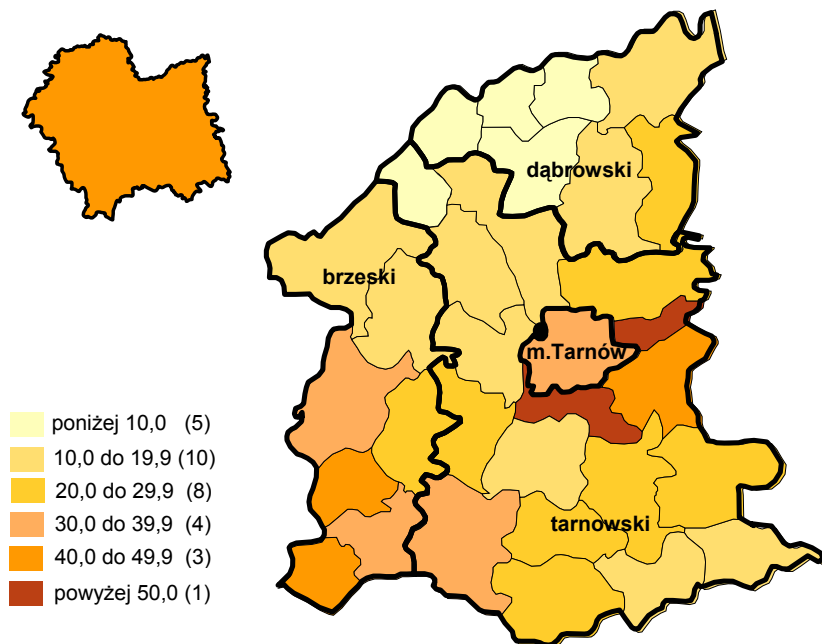 dąbrowski
brzeski
m.Tarnów
tarnowski
poniżej 10,0 (5)
10,0 do 19,9 (10)
20,0 do 29,9 (8)
30,0 do 39,9 (4)
40,0 do 49,9 (3)
powyżej 50,0 (1)